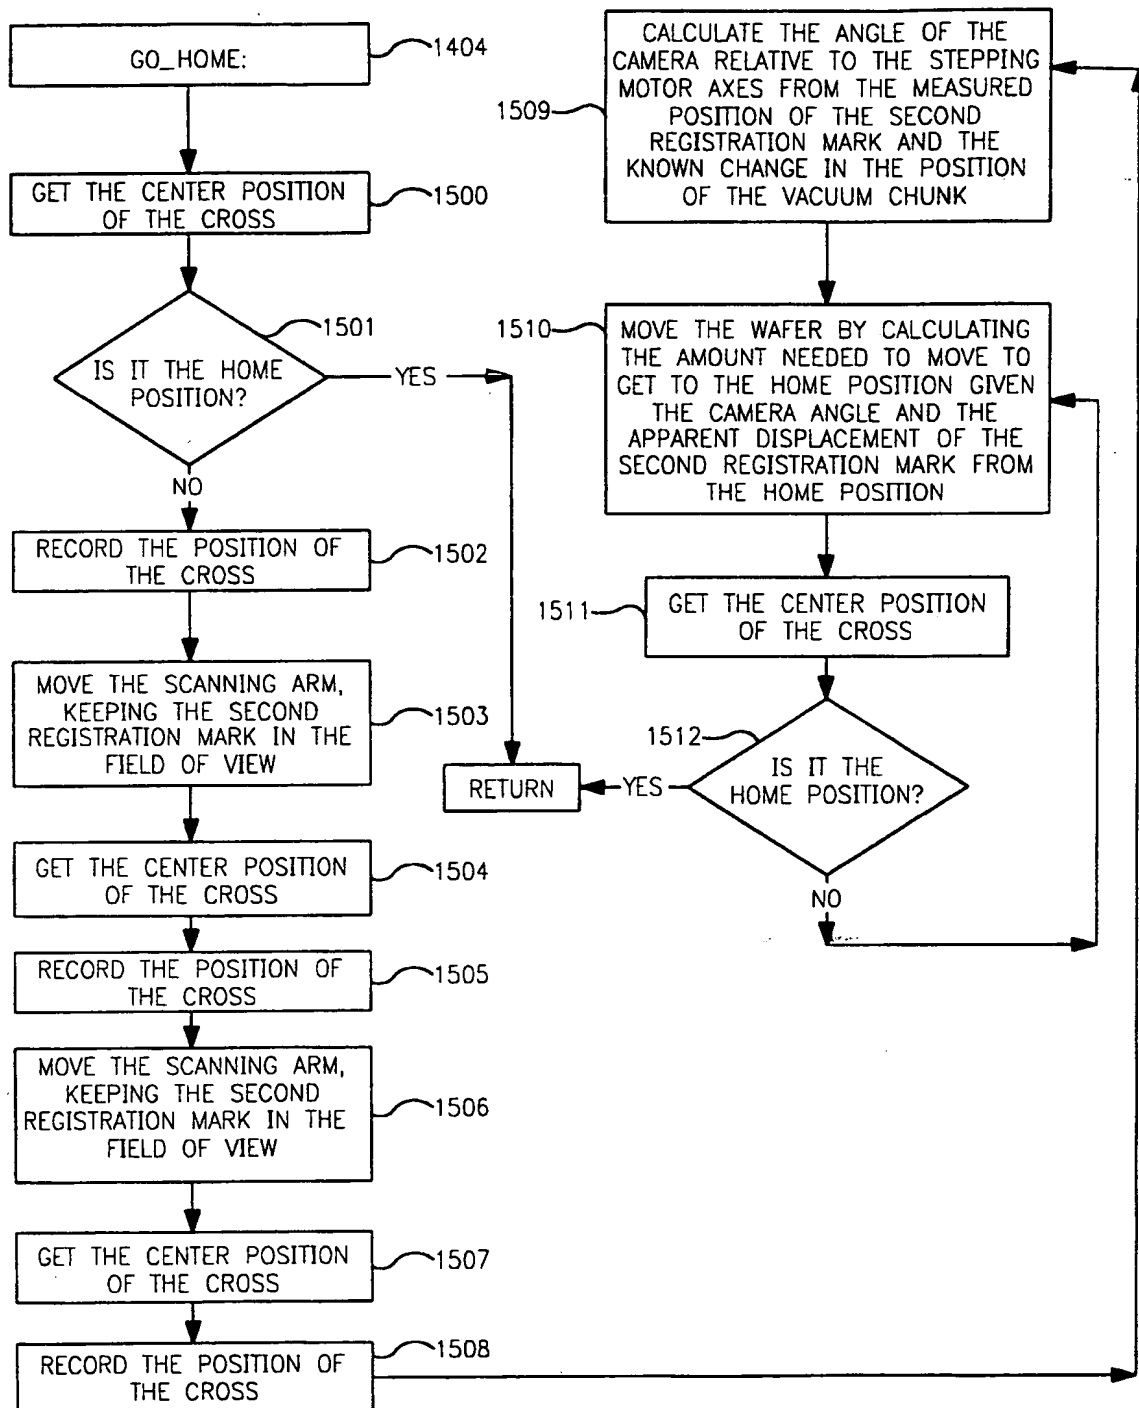 GO_HOME:
1404
GET THE CENTER POSITION
OF THE CROSS
1500
IS IT THE HOME
POSITION?
1501
YES
NO
RECORD THE POSITION OF
THE CROSS
1502
MOVE THE SCANNING ARM,
KEEPING THE SECOND
REGISTRATION MARK IN THE
FIELD OF VIEW
1503
GET THE CENTER POSITION
OF THE CROSS
1504
RECORD THE POSITION OF
THE CROSS
1505
MOVE THE SCANNING ARM,
KEEPING THE SECOND
REGISTRATION MARK IN THE
FIELD OF VIEW
1506
GET THE CENTER POSITION
OF THE CROSS
1507
RECORD THE POSITION OF
THE CROSS
1508
CALCULATE THE ANGLE OF THE
CAMERA RELATIVE TO THE STEPPING
MOTOR AXES FROM THE MEASURED
POSITION OF THE SECOND
REGISTRATION MARK AND THE
KNOWN CHANGE IN THE POSITION
OF THE VACUUM CHUNK
1509
MOVE THE WAFER BY CALCULATING
THE AMOUNT NEEDED TO MOVE TO
GET TO THE HOME POSITION GIVEN
THE CAMERA ANGLE AND THE
APPARENT DISPLACEMENT OF THE
SECOND REGISTRATION MARK FROM
THE HOME POSITION
1510
GET THE CENTER POSITION
OF THE CROSS
1511
IS IT THE
HOME POSITION?
1512
YES
RETURN
NO